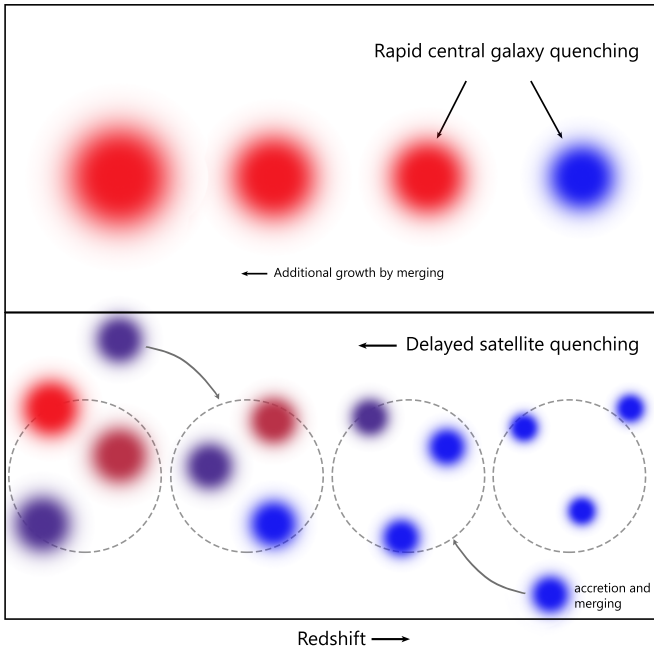 Rapid central galaxy quenching
Additional growth by merging
Delayed satellite quenching
accretion and
merging
Redshift